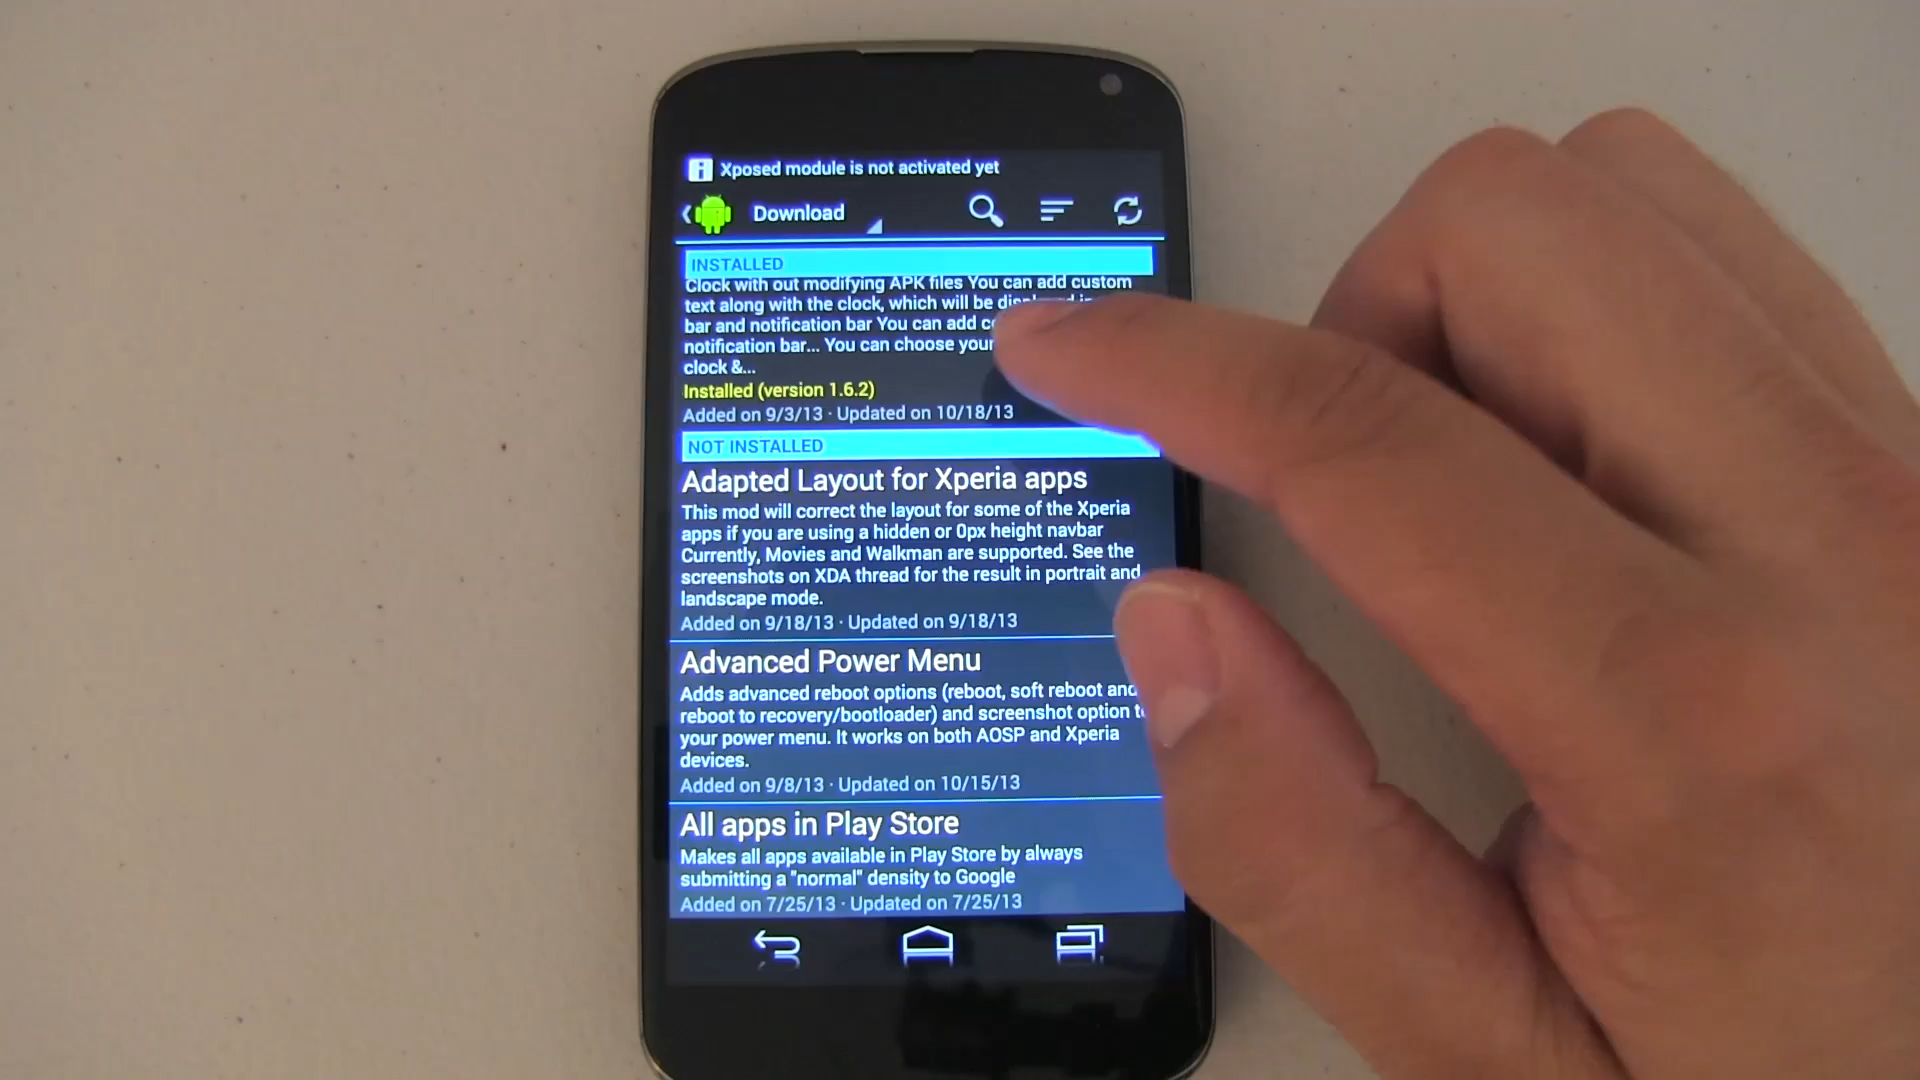 Xposed module is not activated yet
Download
INSTALLED
Clock with out modifying APK files You can add custom
text along with the clock, which will be displayed in
bar and notification bar You can add
notification bar... You can choose your
clock &...
Installed (version 1.6.2)
Added on 9/3/13 · Updated on 10/18/13
NOT INSTALLED
Adapted Layout for Xperia apps
This mod will correct the layout for some of the Xperia
apps if you are using a hidden or 0px height navbar
Currently, Movies and Walkman are supported. See the
screenshots on XDA thread for the result in portrait and
landscape mode.
Added on 9/18/13 · Updated on 9/18/13
Advanced Power Menu
Adds advanced reboot options (reboot, soft reboot and
reboot to recovery/bootloader) and screenshot option to
your power menu. It works on both AOSP and Xperia
devices.
Added on 9/8/13 · Updated on 10/15/13
All apps in Play Store
Makes all apps available in Play Store by always
submitting a "normal" density to Google
Added on 7/25/13 · Updated on 7/25/13